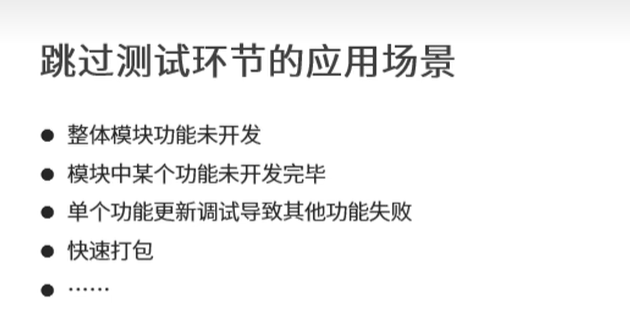 跳过测试环节的应用场景
● 整体模块功能未开发
● 模块中某个功能未开发完毕
● 单个功能更新调试导致其他功能失败
● 快速打包
● ……